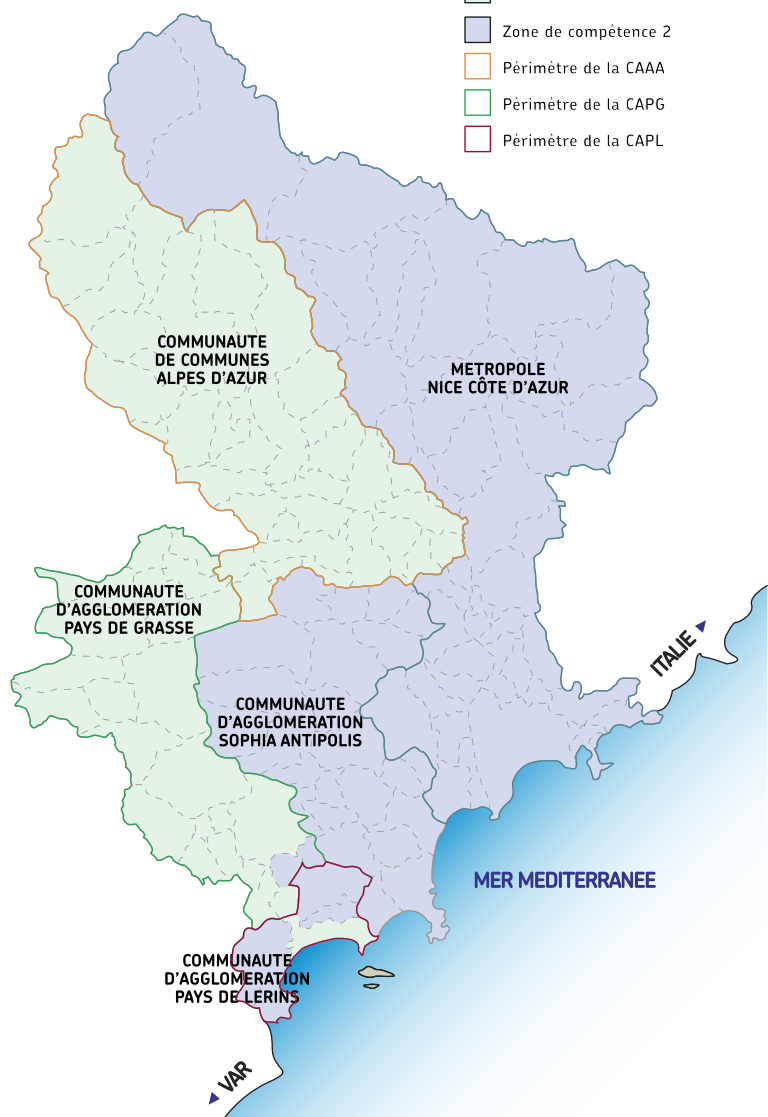 Zone de compétence 2
Périmètre de la CAAA
Périmètre de la CAPG
Périmètre de la CAPL
COMMUNAUTE
DE COMMUNES
ALPES D'AZUR
METROPOLE
NICE CÔTE D'AZUR
COMMUNAUTE
D'AGGLOMERATION
PAYS DE GRASSE
ITALIE
COMMUNAUTE
D'AGGLOMERATION
SOPHIA ANTIPOLIS
MER MEDITERRANEE
COMMUNAUTE
D'AGGLOMERATION
PAYS DE LERINS
VAR